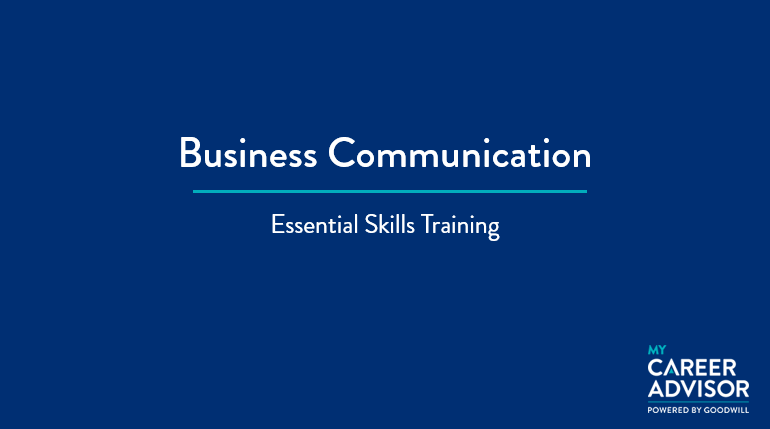 Business Communication
Essential Skills Training
MY
CAREER
ADVISOR
POWERED BY GOODWILL